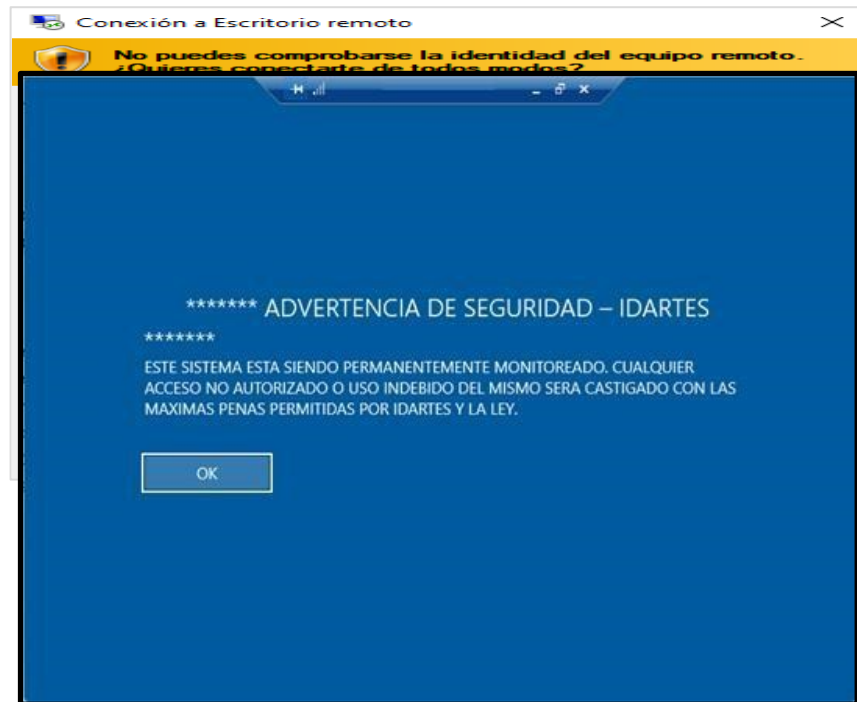 Conexión a Escritorio remoto
No puedes comprobarse la identidad del equipo remoto.
¿Quieres conectarte de todos modos?
******* ADVERTENCIA DE SEGURIDAD – IDARTES
*******
ESTE SISTEMA ESTA SIENDO PERMANENTEMENTE MONITOREADO. CUALQUIER
ACCESO NO AUTORIZADO O USO INDEBIDO DEL MISMO SERA CASTIGADO CON LAS
MAXIMAS PENAS PERMITIDAS POR IDARTES Y LA LEY.
OK